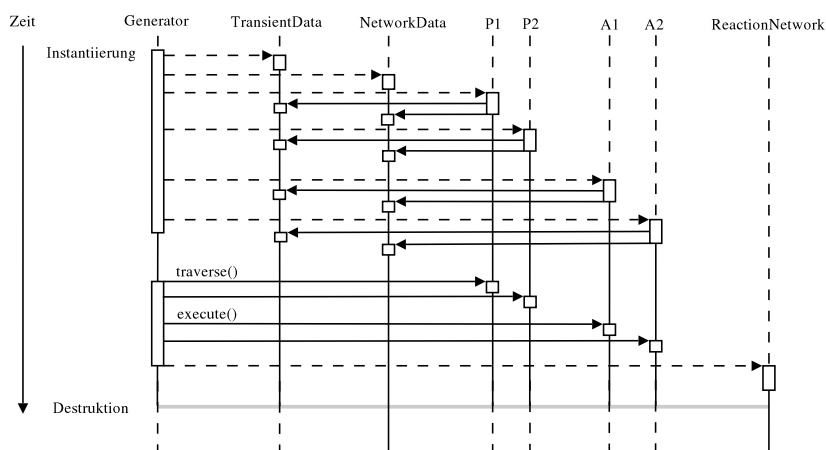 Zeit Generator TransientData NetworkData P1 P2 A1 A2 ReactionNetwork
Instantiierung
traverse()
execute()
Destruktion